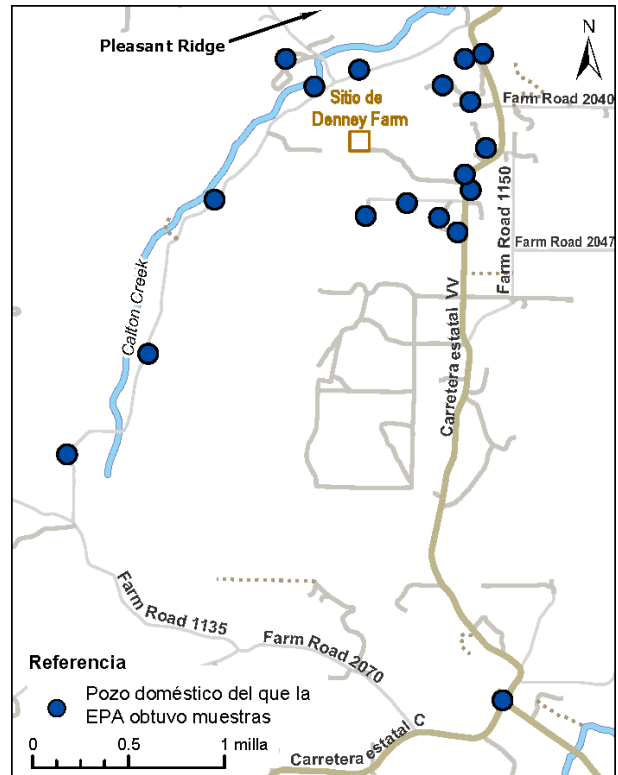 Pleasant Ridge
N
Sitio de
Denney Farm
Farm Road 2040
Farm Road 1150
Farm Road 2047
Calton Creek
Carretera estatal VV
Farm Road 1135
Farm Road 2070
Referencia
Pozo doméstico del que la
EPA obtuvo muestras
0 0.5 1 milla
Carretera estatal C